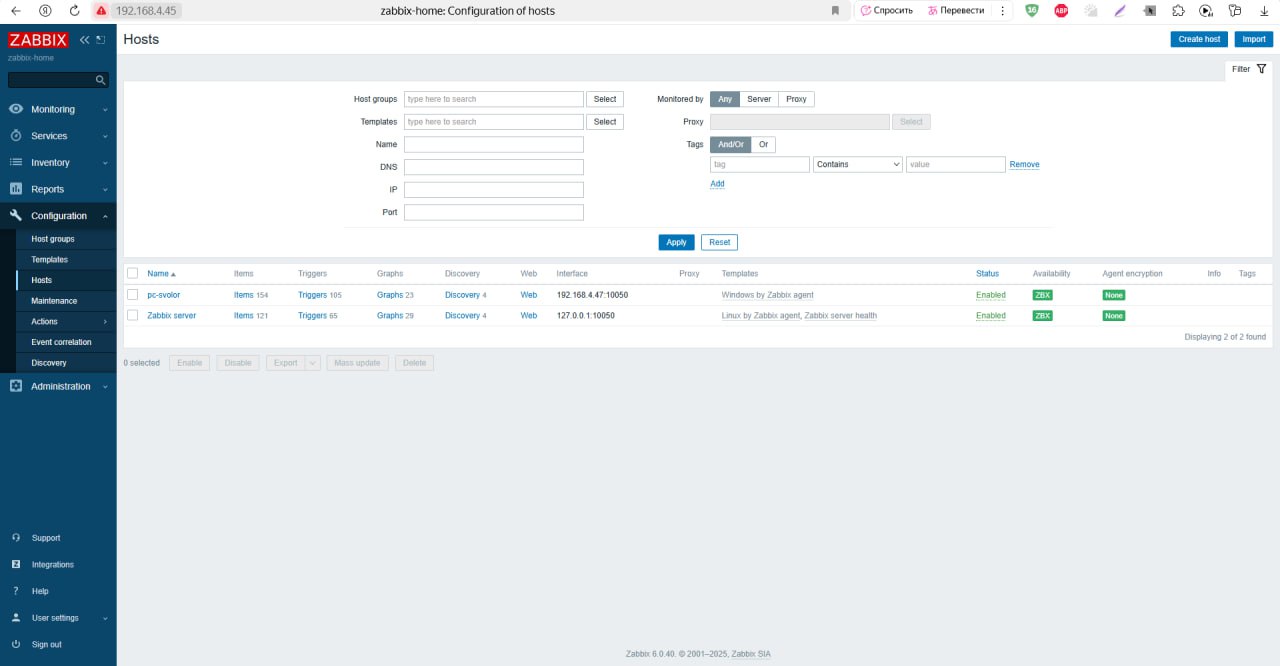 192.168.4.45
zabbix-home: Configuration of hosts
Спросить
Перевести
16
ABP
ZABBIX
zabbix-home
Monitoring
Services
Inventory
Reports
Configuration
Host groups
Templates
Hosts
Maintenance
Actions
Event correlation
Discovery
Administration
Support
Integrations
Help
User settings
Sign out
Hosts
Create host
Import
Filter
Host groups type here to search Select
Templates type here to search Select
Name
DNS
IP
Port
Monitored by Any Server Proxy
Proxy Select
Tags And/Or Or
tag Contains value Remove
Add
Apply Reset
Name Items Triggers Graphs Discovery Web Interface Proxy Templates Status Availability Agent encryption Info Tags
pc-svolor Items 154 Triggers 105 Graphs 23 Discovery 4 Web 192.168.4.47:10050 Windows by Zabbix agent Enabled ZBX None
Zabbix server Items 121 Triggers 65 Graphs 29 Discovery 4 Web 127.0.0.1:10050 Linux by Zabbix agent, Zabbix server health Enabled ZBX None
Displaying 2 of 2 found
0 selected Enable Disable Export Mass update Delete
Zabbix 6.0.40. © 2001–2025, Zabbix SIA